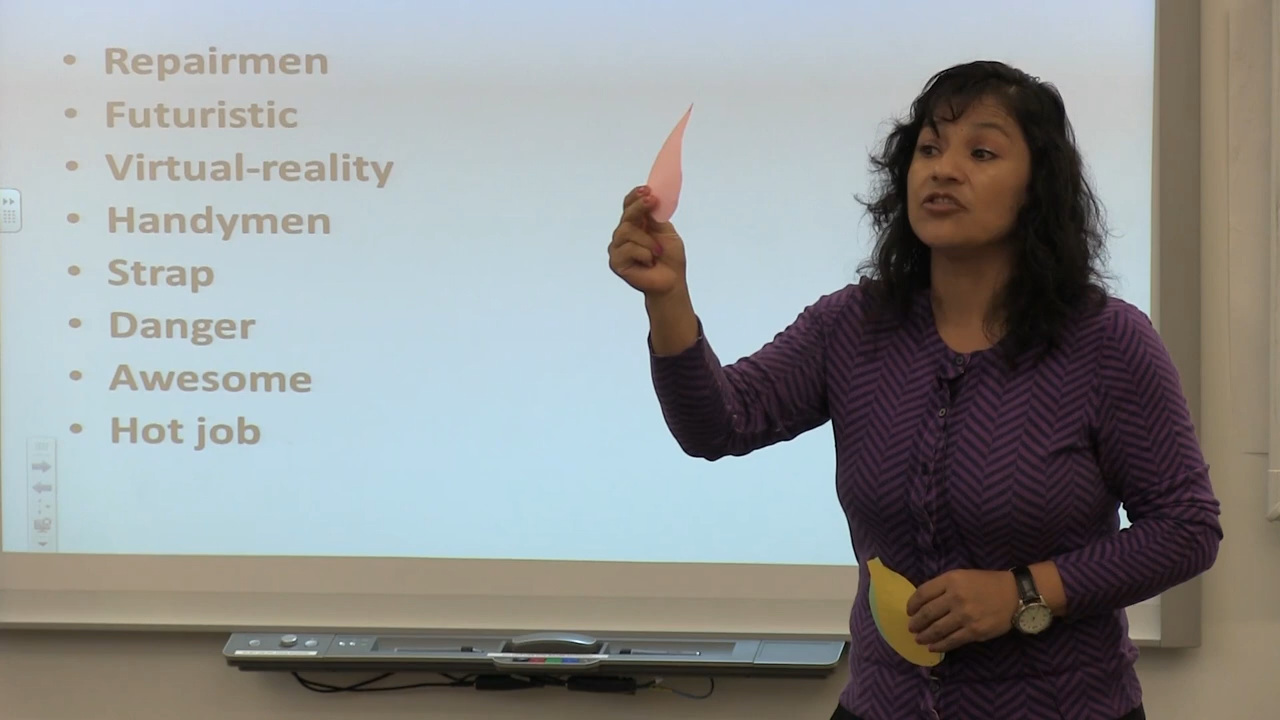 • Repairmen
• Futuristic
• Virtual-reality
• Handymen
• Strap
• Danger
• Awesome
• Hot job